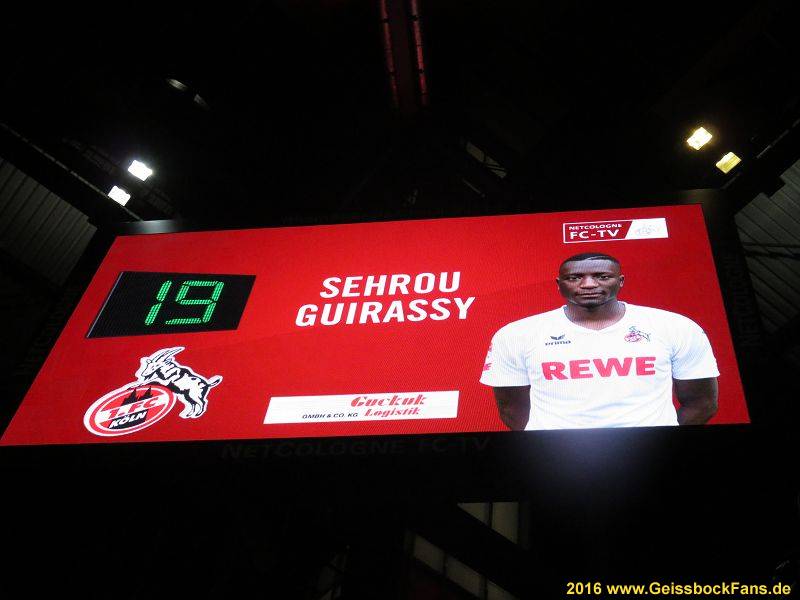 NETCOLOGNE
FC-TV
19
SEHROU
GUIRASSY
erima
REWE
1.FC
KÖLN
Guckuk
GMBH & CO. KG Logistik
NETCOLOGNE FC-TV
2016 www.GeissbockFans.de